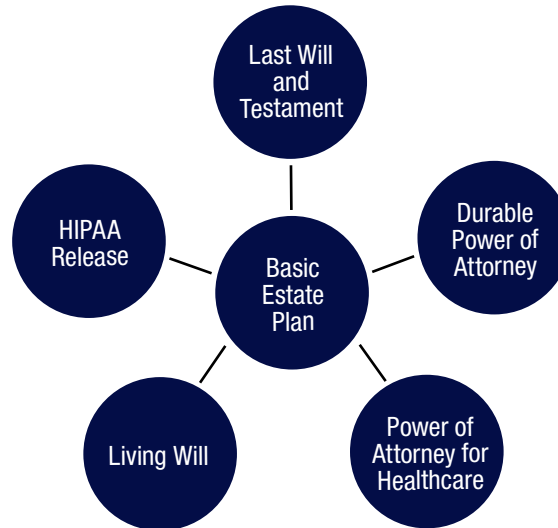 Last Will
and
Testament
HIPAA
Release
Durable
Power of
Attorney
Basic
Estate
Plan
Living Will
Power of
Attorney for
Healthcare